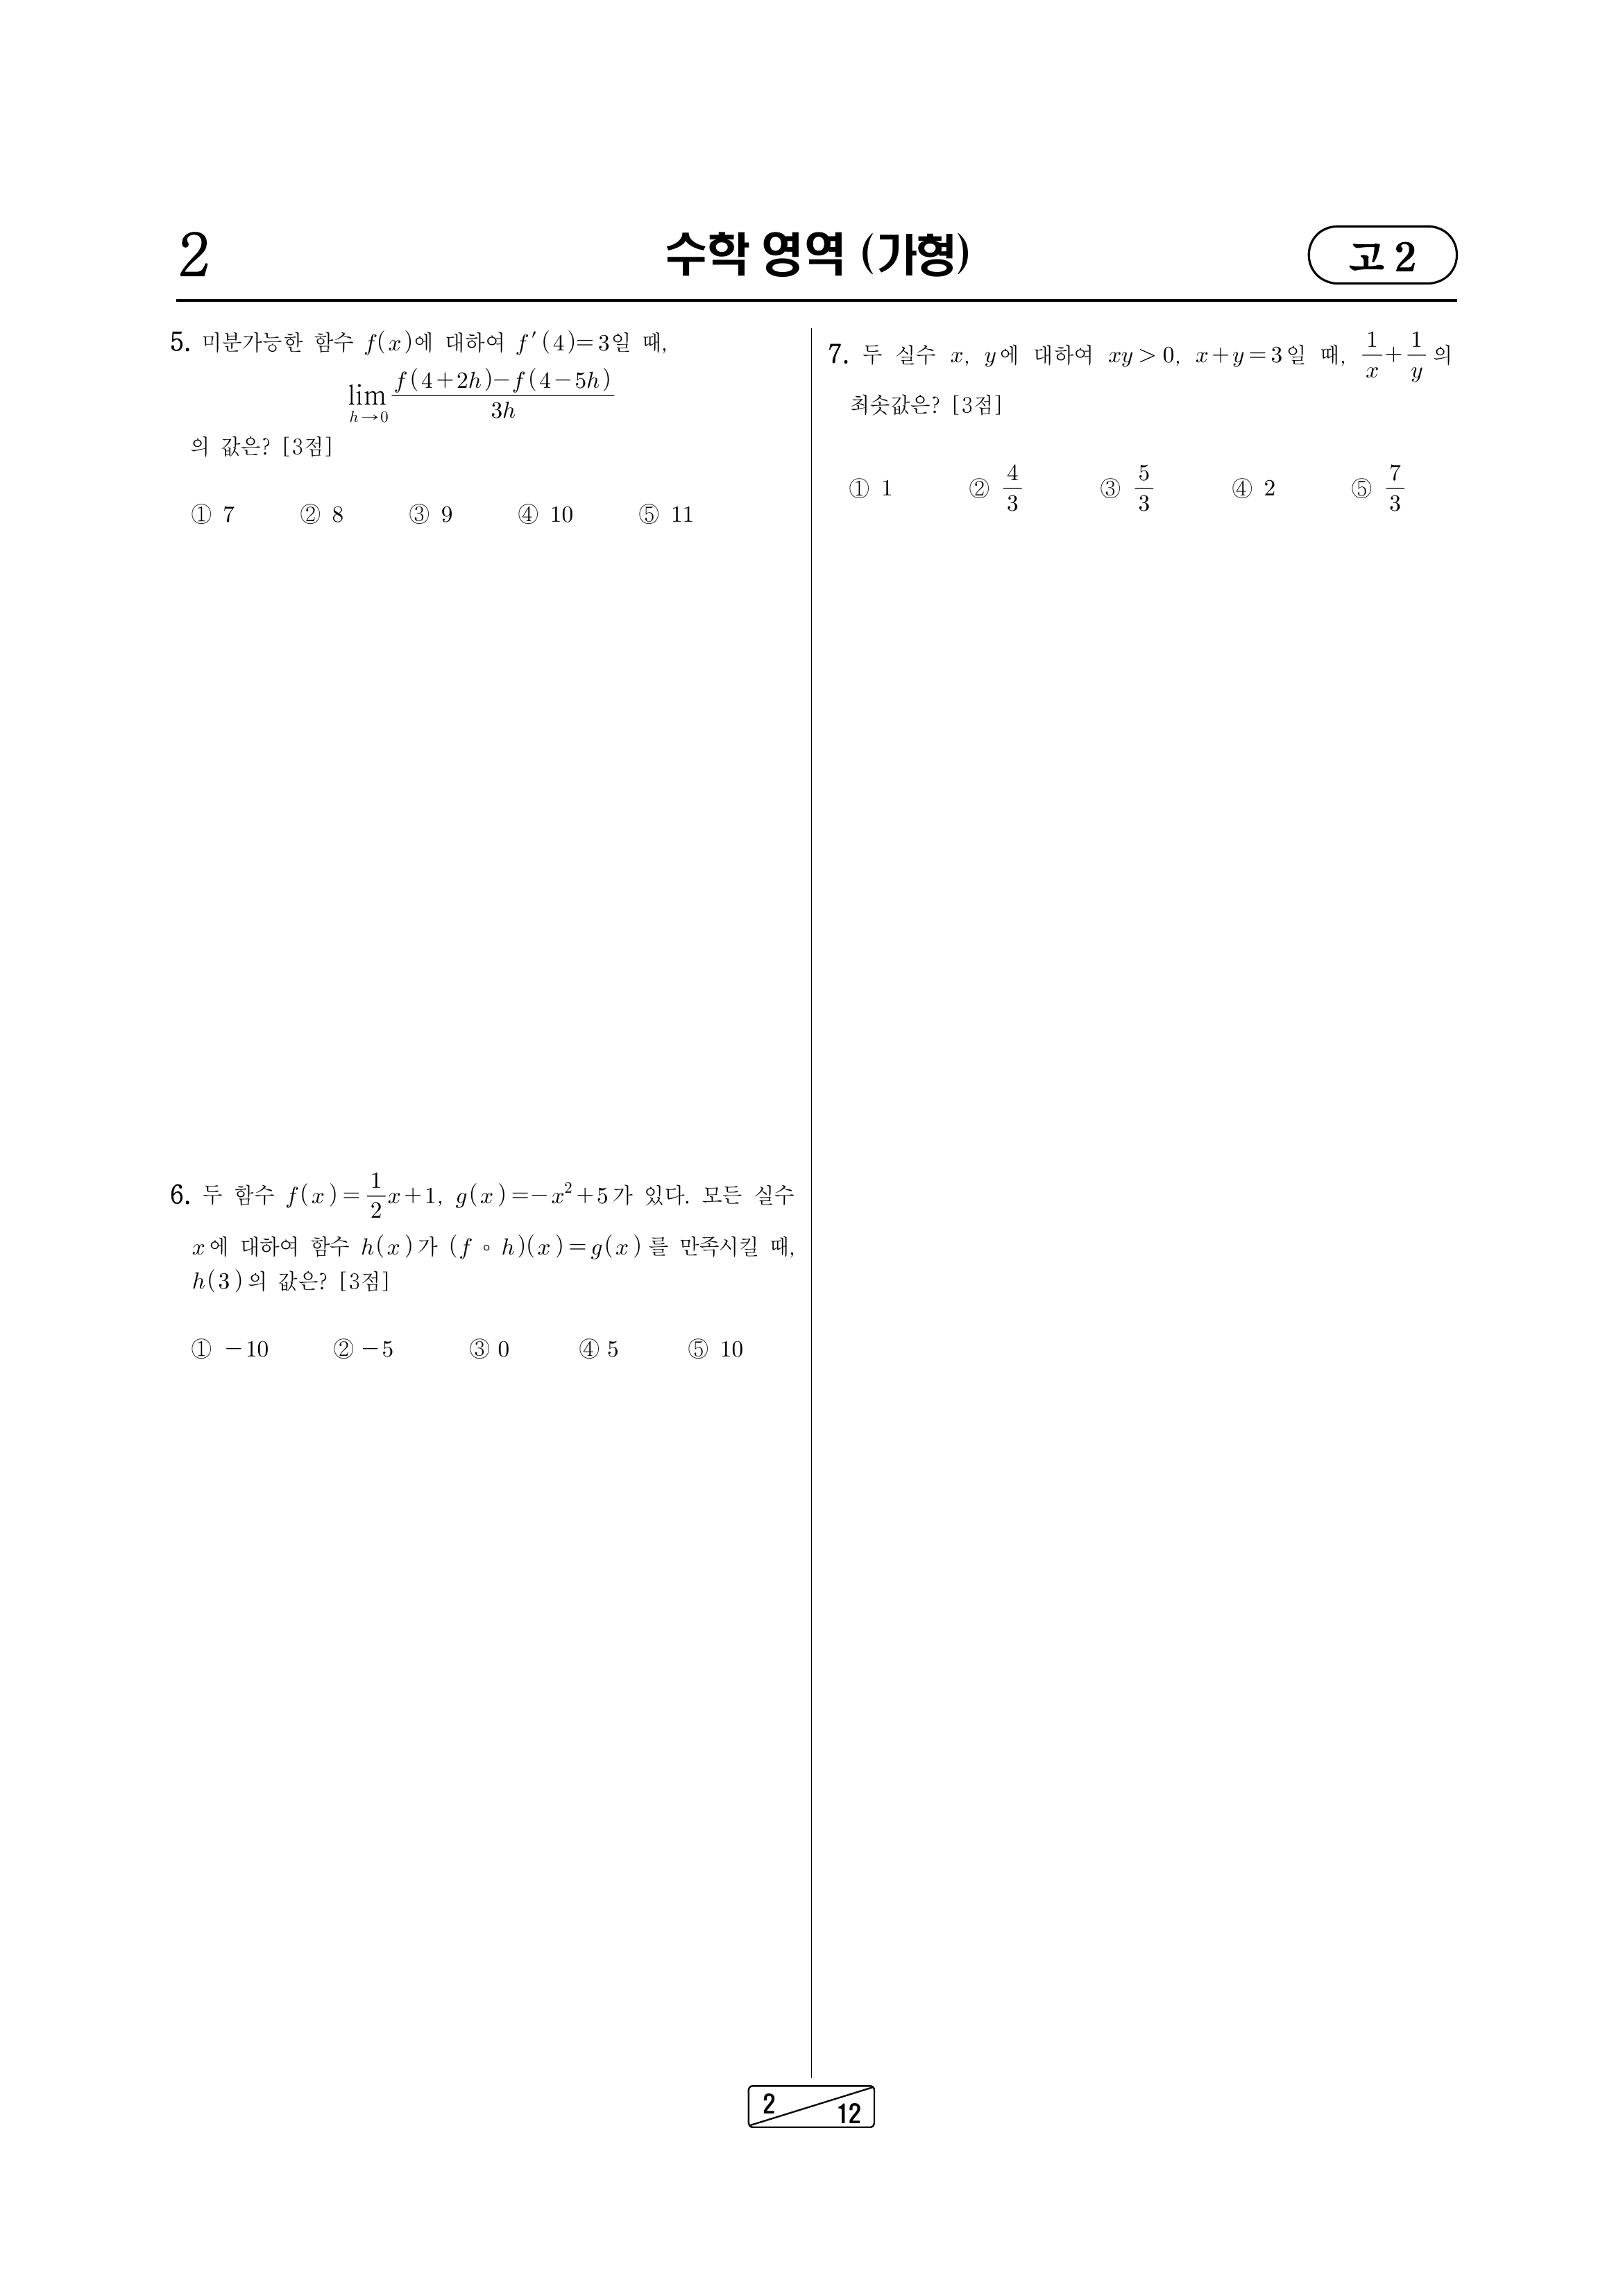 2
수학 영역 (가형)
고 2
5. 미분가능한 함수 f(x)에 대하여 f′(4)=3일 때,
lim_{h→0} \frac{f(4+2h)-f(4-5h)}{3h}
의 값은? [3점]
① 7 ② 8 ③ 9 ④ 10 ⑤ 11
6. 두 함수 f(x)=\frac{1}{2}x+1, g(x)=-x²+5가 있다. 모든 실수
x에 대하여 함수 h(x)가 (f∘h)(x)=g(x)를 만족시킬 때,
h(3)의 값은? [3점]
① -10 ② -5 ③ 0 ④ 5 ⑤ 10
7. 두 실수 x, y에 대하여 xy>0, x+y=3일 때, \frac{1}{x}+\frac{1}{y}의
최솟값은? [3점]
① 1 ② \frac{4}{3} ③ \frac{5}{3} ④ 2 ⑤ \frac{7}{3}
2
12